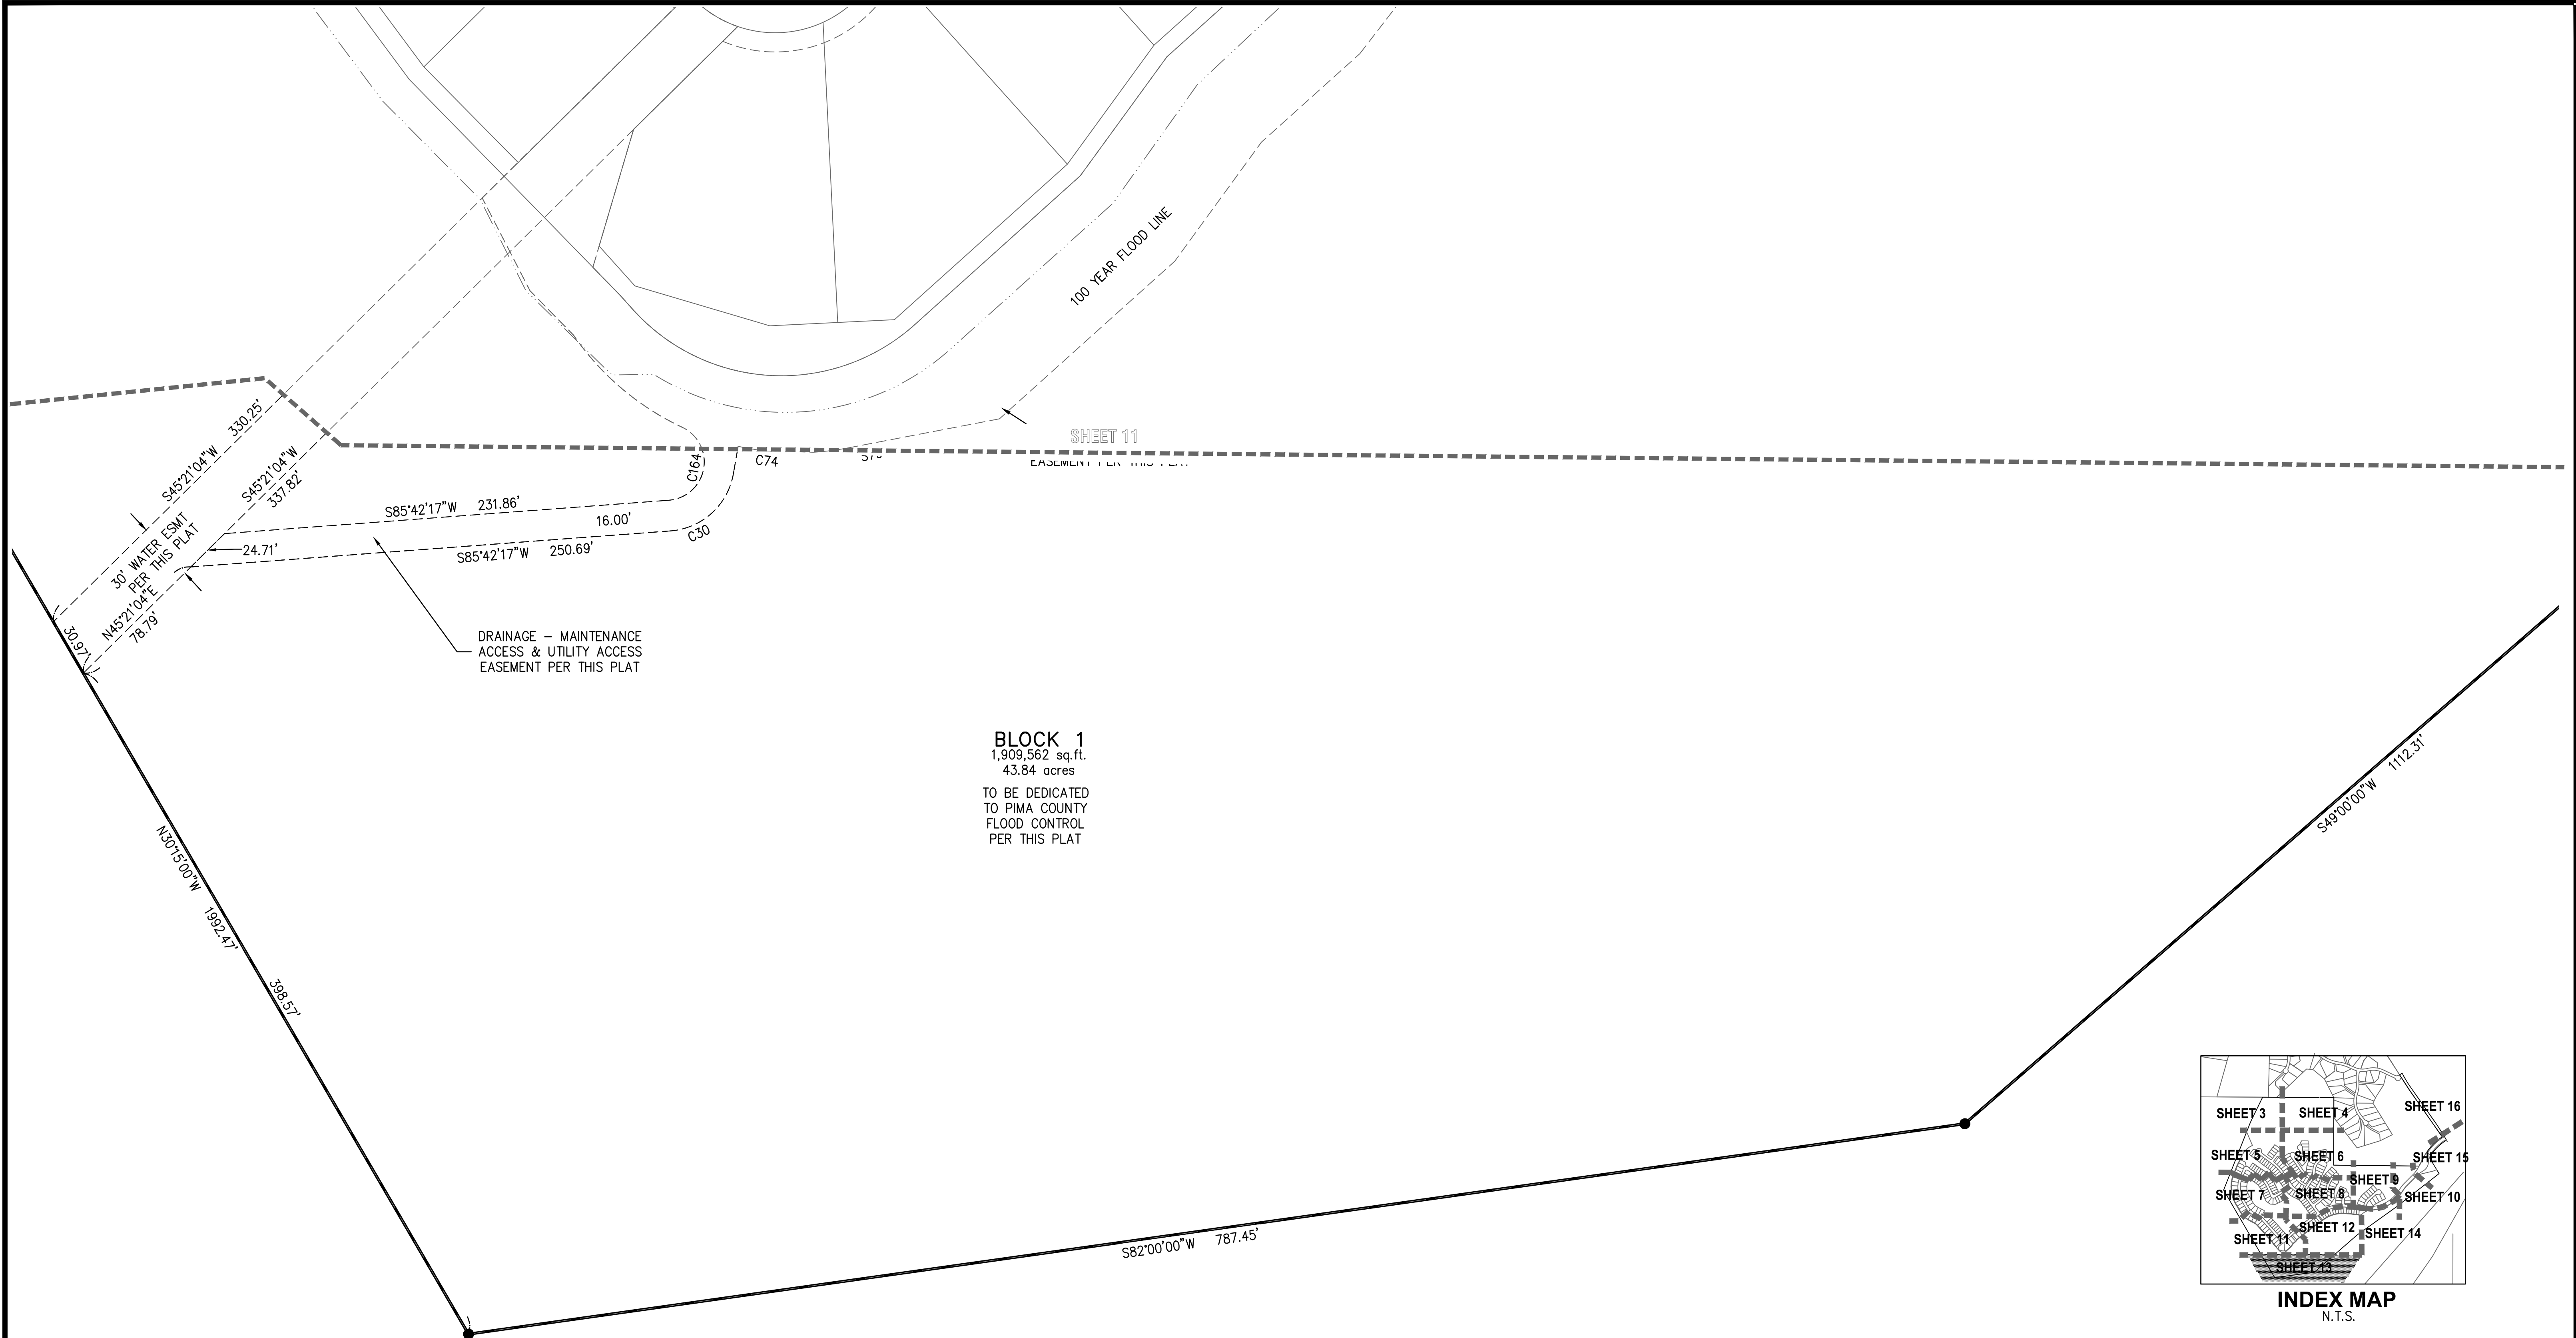 100 YEAR FLOOD LINE
SHEET 11
S45°21'04"W 330.25'
S45°21'04"W
337.82'
C164
C74
EASEMENT PER THIS PLAT
S85°42'17"W 231.86'
16.00'
C30
S85°42'17"W 250.69'
24.71'
30' WATER ESMT
PER THIS PLAT
N45°21'04"E
78.79'
30.97'
DRAINAGE – MAINTENANCE
ACCESS & UTILITY ACCESS
EASEMENT PER THIS PLAT
BLOCK 1
1,909,562 sq.ft.
43.84 acres
TO BE DEDICATED
TO PIMA COUNTY
FLOOD CONTROL
PER THIS PLAT
N30°15'00"W 1992.47'
398.57'
S49°00'00"W 1112.31'
S82°00'00"W 787.45'
SHEET 3
SHEET 4
SHEET 16
SHEET 5
SHEET 6
SHEET 15
SHEET 7
SHEET 8
SHEET 9
SHEET 10
SHEET 11
SHEET 12
SHEET 14
SHEET 13
INDEX MAP
N.T.S.